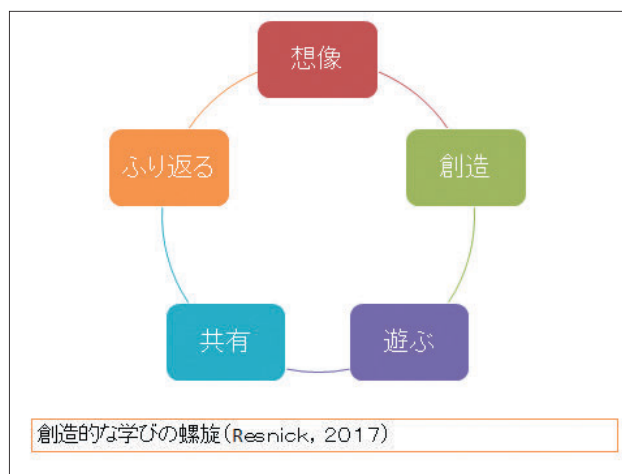 想像
創造
遊ぶ
共有
ふり返る
創造的な学びの螺旋(Resnick, 2017)